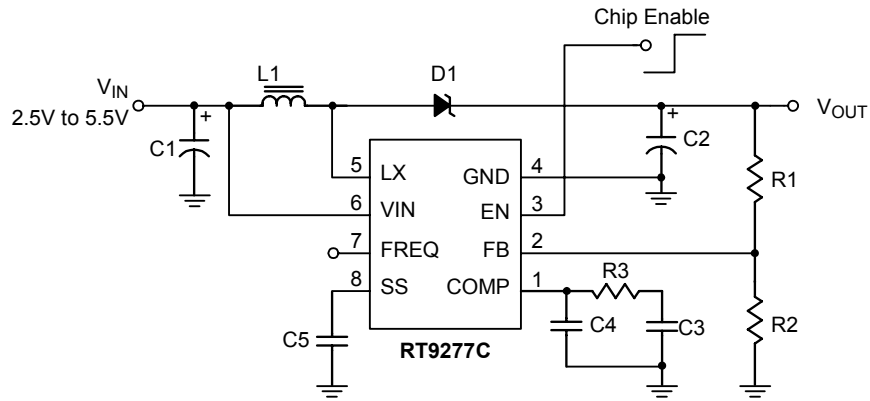 Chip Enable
L1
D1
VIN
2.5V to 5.5V
+
+
VOUT
C1
C2
5 LX
GND 4
R1
6 VIN
EN 3
7 FREQ
FB 2
8 SS
COMP 1
R3
C5
C4
C3
R2
RT9277C